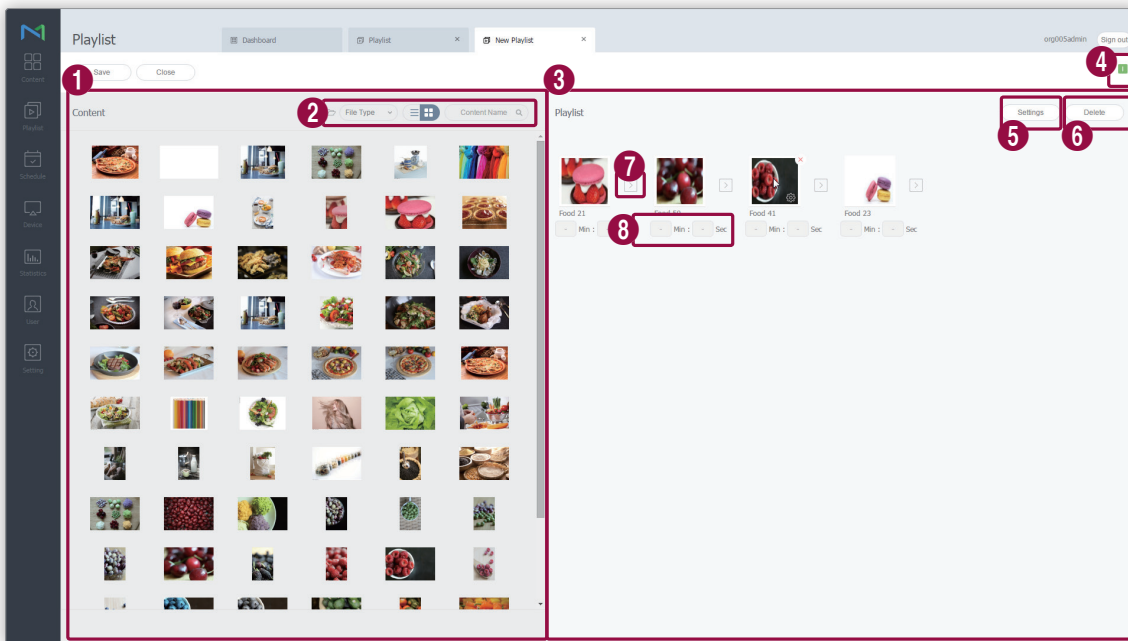 Playlist
Dashboard
Playlist ×
New Playlist ×
org005admin
Sign out
Content
Playlist
Schedule
Device
Statistics
User
Setting
Save
Close
4
1
3
Content
2
File Type
Content Name
Playlist
Settings
Delete
5
6
7
Food 21
Food 41
Food 23
Min :
8
- Min : - Sec
- Min : - Sec
- Min : - Sec